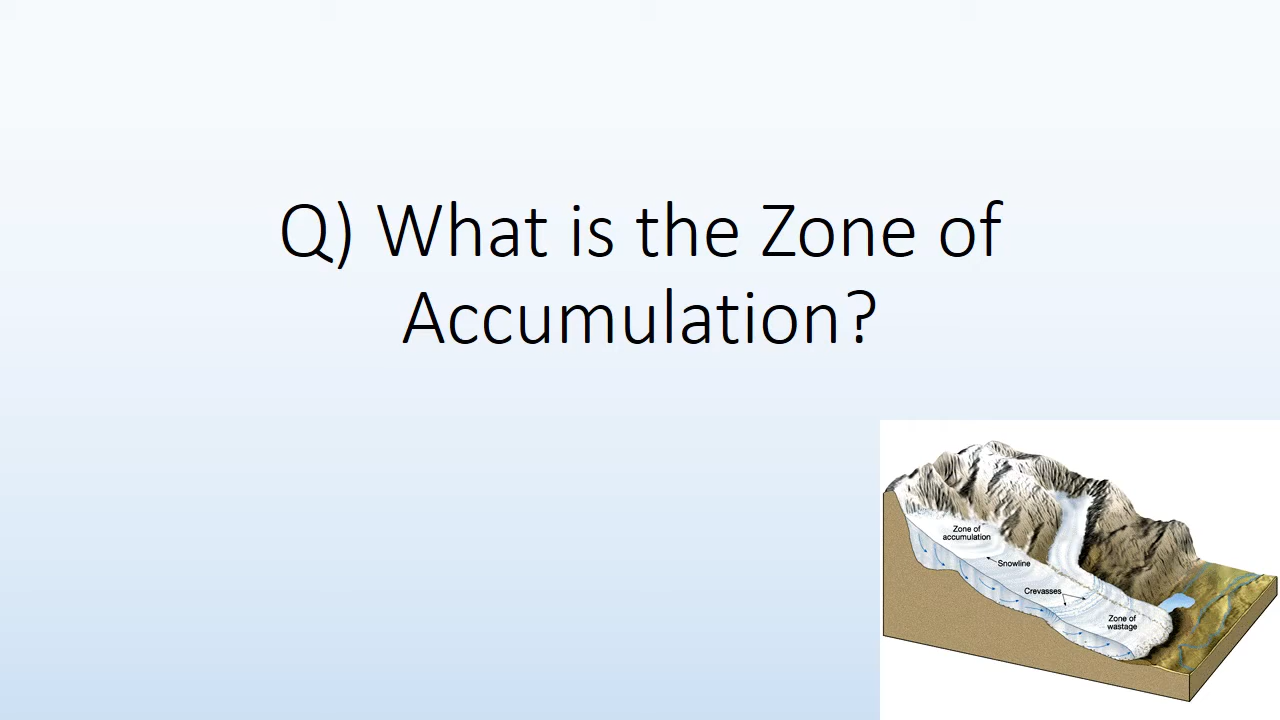 Q) What is the Zone of
Accumulation?
Zone of
accumulation
Snowline
Crevasses
Zone of
wastage